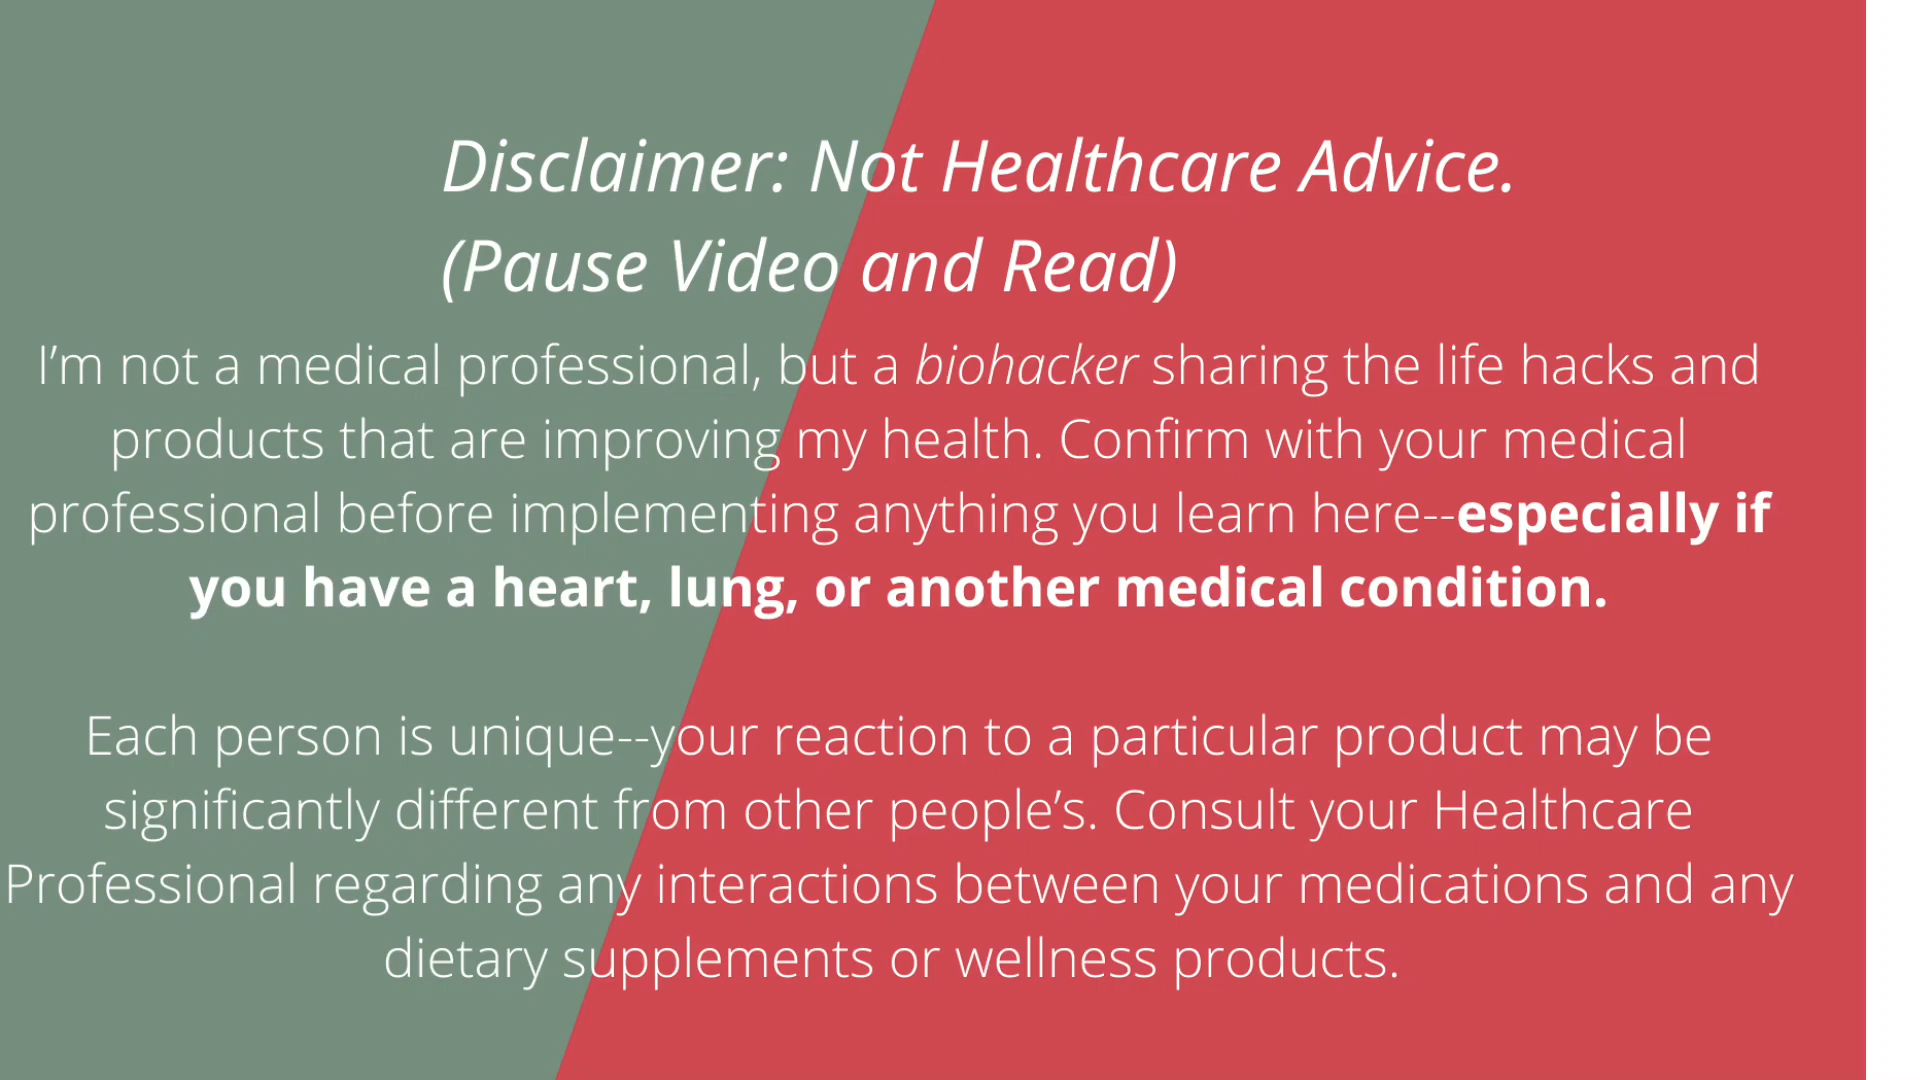 Disclaimer: Not Healthcare Advice.
(Pause Video and Read)
I’m not a medical professional, but a biohacker sharing the life hacks and
products that are improving my health. Confirm with your medical
professional before implementing anything you learn here--especially if
you have a heart, lung, or another medical condition.
Each person is unique--your reaction to a particular product may be
significantly different from other people’s. Consult your Healthcare
Professional regarding any interactions between your medications and any
dietary supplements or wellness products.